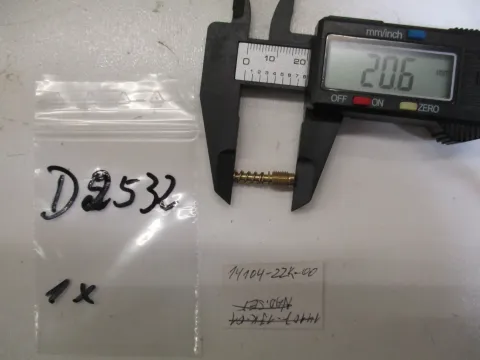 mm/inch
0 10 20
20.6
OFF ON ZERO
D2532
1x
14104-22K-00